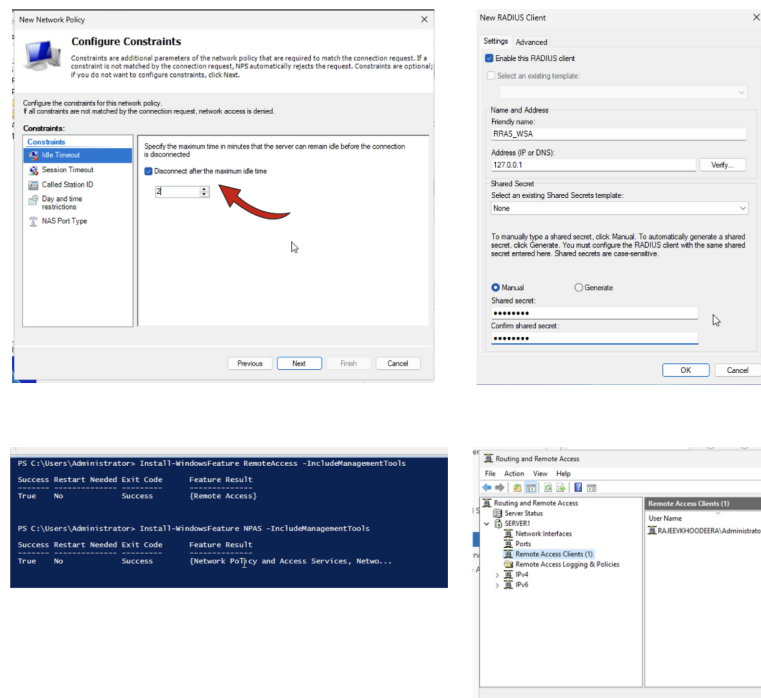 New Network Policy
Configure Constraints
Constraints are additional parameters of the network policy that are required to match the connection request. If a
constraint is not matched by the connection request, NPS automatically rejects the request. Constraints are optional;
if you do not want to configure constraints, click Next.
Configure the constraints for this network policy.
If all constraints are not matched by the connection request, network access is denied.
Constraints:
Constraints
Idle Timeout
Session Timeout
Called Station ID
Day and time
restrictions
NAS Port Type
Specify the maximum time in minutes that the server can remain idle before the connection
is disconnected
Disconnect after the maximum idle time
2
Previous
Next
Finish
Cancel
New RADIUS Client
Settings
Advanced
Enable this RADIUS client
Select an existing template:
Name and Address
Friendly name:
RRAS_WSA
Address (IP or DNS):
127.0.0.1
Verify...
Shared Secret
Select an existing Shared Secrets template:
None
To manually type a shared secret, click Manual. To automatically generate a shared
secret, click Generate. You must configure the RADIUS client with the same shared
secret entered here. Shared secrets are case-sensitive.
Manual
Generate
Shared secret:
••••••••
Confirm shared secret:
••••••••
OK
Cancel
PS C:\Users\Administrator> Install-WindowsFeature RemoteAccess -IncludeManagementTools
Success Restart Needed Exit Code Feature Result
True No Success {Remote Access}
PS C:\Users\Administrator> Install-WindowsFeature NPAS -IncludeManagementTools
Success Restart Needed Exit Code Feature Result
True No Success {Network Policy and Access Services, Netwo...
Routing and Remote Access
File Action View Help
Routing and Remote Access
Server Status
SERVER1
Network Interfaces
Ports
Remote Access Clients (1)
Remote Access Logging & Policies
IPv4
IPv6
Remote Access Clients (1)
User Name
RAJEEVKHOODEERA\Administrato